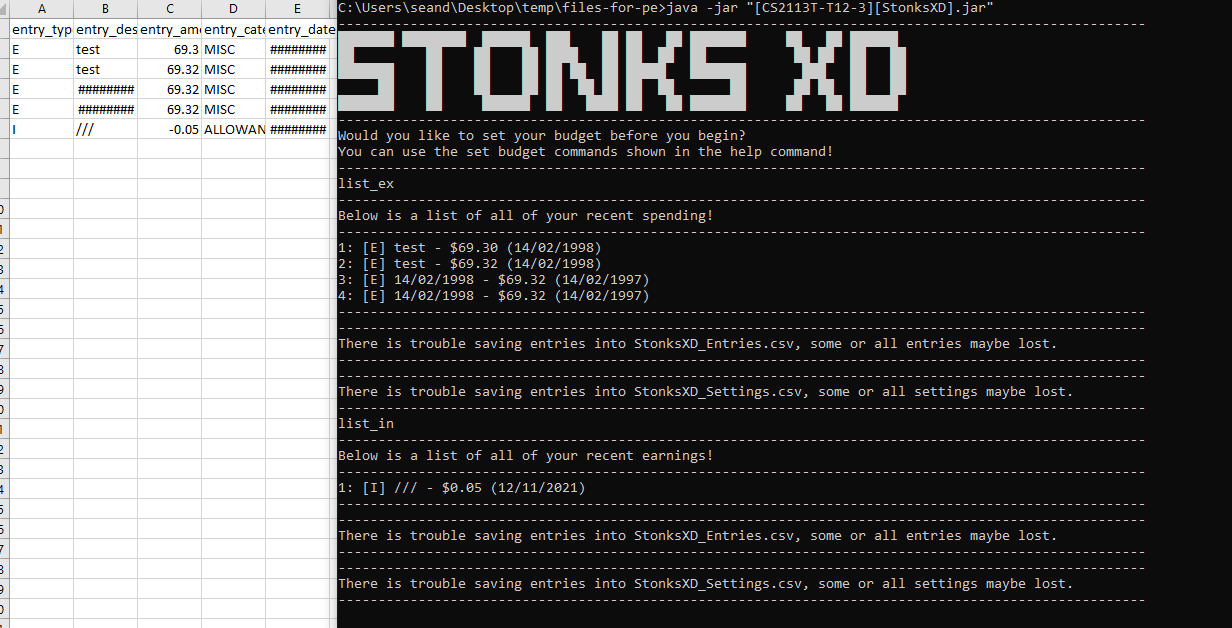 A B C D E
entry_typ entry_des entry_amo entry_cate entry_date
E test 69.3 MISC ########
E test 69.32 MISC ########
E ######## 69.32 MISC ########
E ######## 69.32 MISC ########
I /// -0.05 ALLOWAN ########
C:\Users\seand\Desktop\temp\files-for-pe>java -jar "[CS2113T-T12-3][StonksXD].jar"
STONKS XD
Would you like to set your budget before you begin?
You can use the set budget commands shown in the help command!
list_ex
Below is a list of all of your recent spending!
1: [E] test - $69.30 (14/02/1998)
2: [E] test - $69.32 (14/02/1998)
3: [E] 14/02/1998 - $69.32 (14/02/1997)
4: [E] 14/02/1998 - $69.32 (14/02/1997)
There is trouble saving entries into StonksXD_Entries.csv, some or all entries maybe lost.
There is trouble saving entries into StonksXD_Settings.csv, some or all settings maybe lost.
list_in
Below is a list of all of your recent earnings!
1: [I] /// - $0.05 (12/11/2021)
There is trouble saving entries into StonksXD_Entries.csv, some or all entries maybe lost.
There is trouble saving entries into StonksXD_Settings.csv, some or all settings maybe lost.